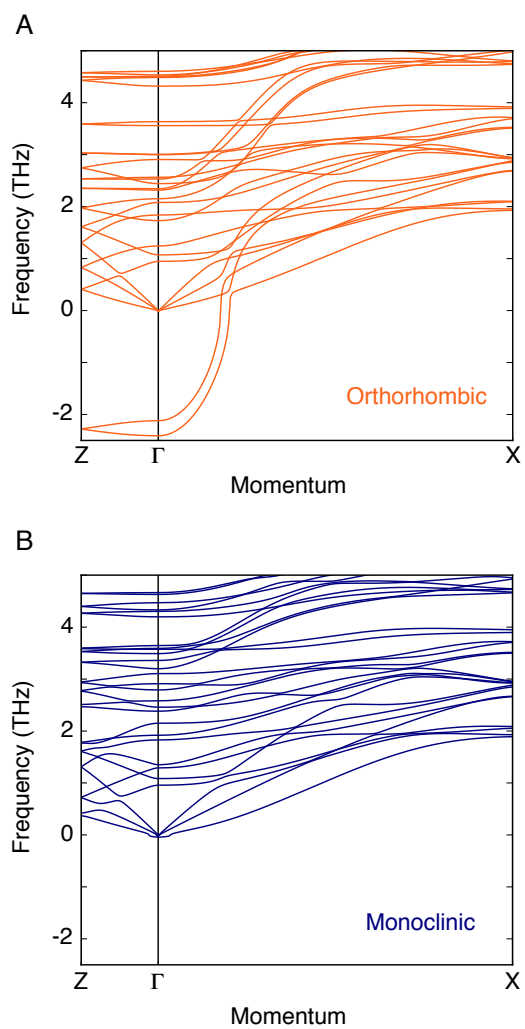 A
4
2
0
-2
Frequency (THz)
Orthorhombic
Z
Γ
X
Momentum
B
4
2
0
-2
Frequency (THz)
Monoclinic
Z
Γ
X
Momentum